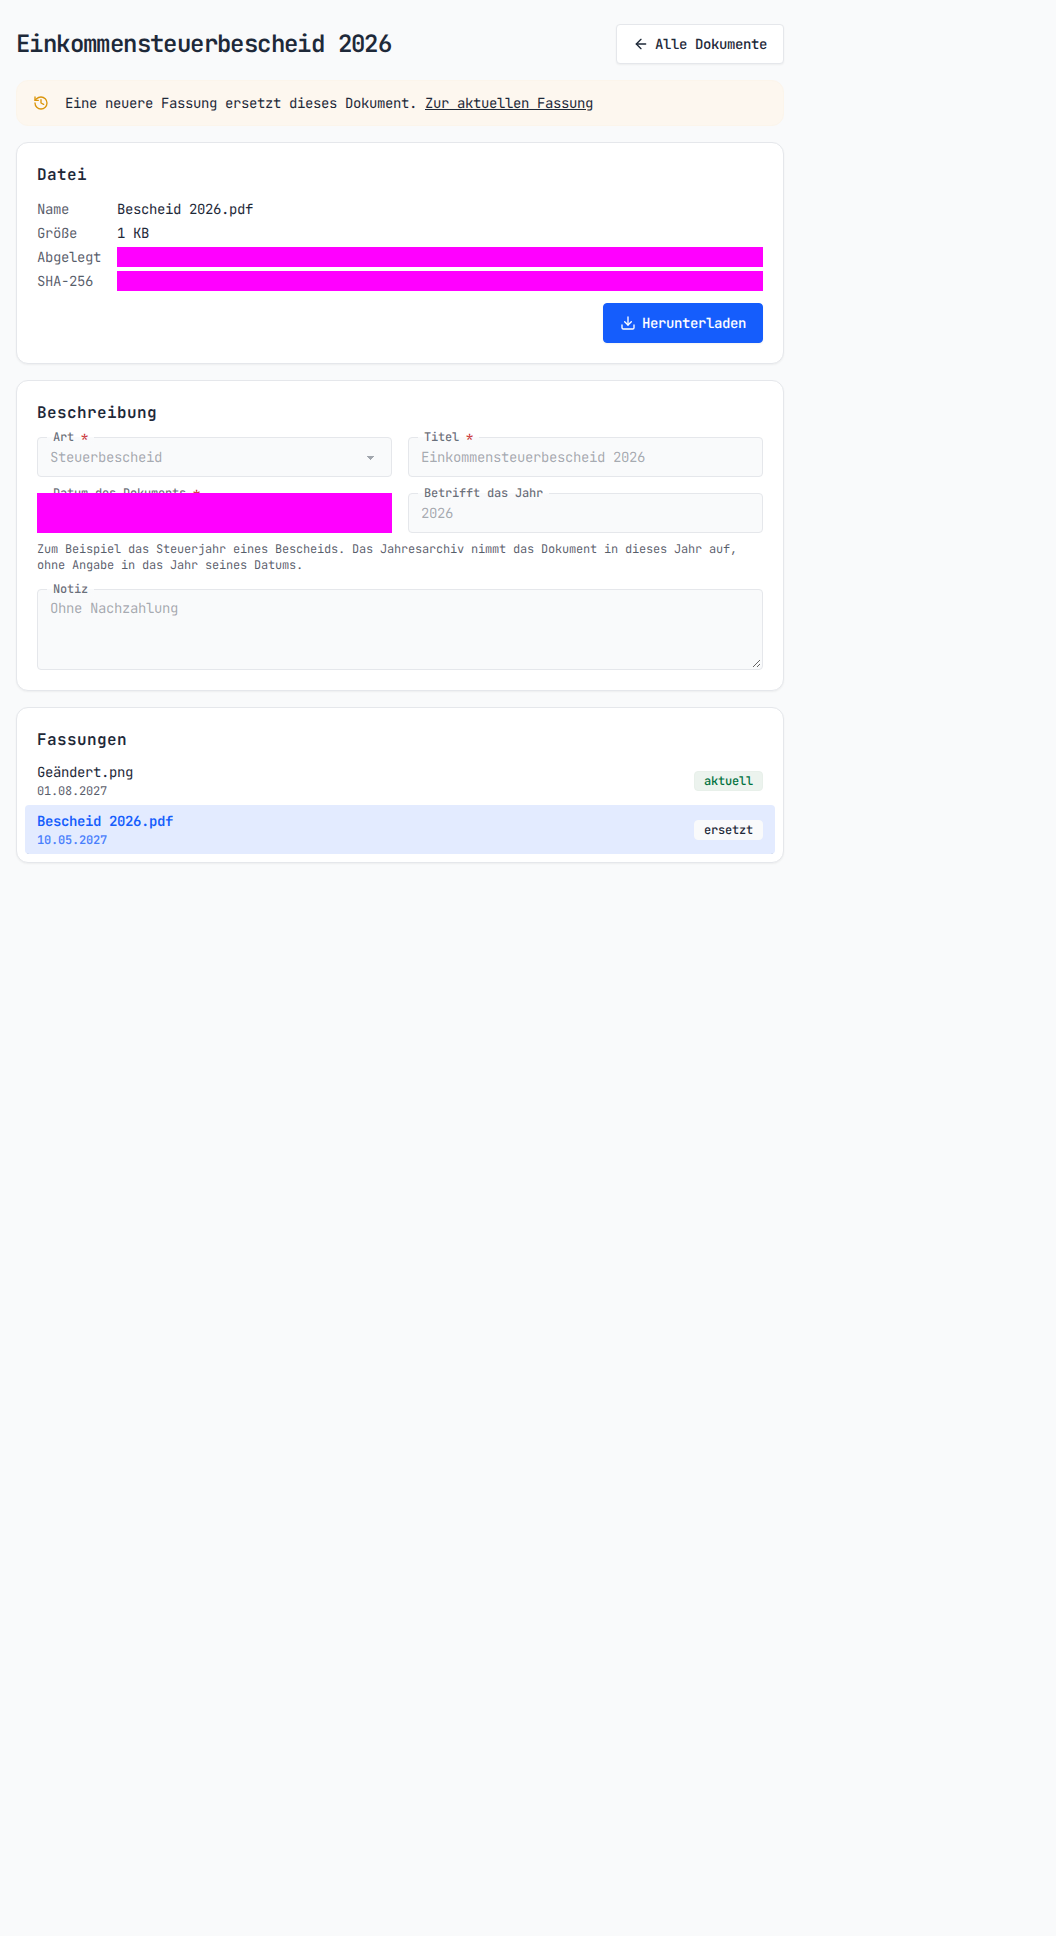 Einkommensteuerbescheid 2026
Alle Dokumente
Eine neuere Fassung ersetzt dieses Dokument. Zur aktuellen Fassung
Datei
Name Bescheid 2026.pdf
Größe 1 KB
Abgelegt
SHA-256
Herunterladen
Beschreibung
Art *
Steuerbescheid
Titel *
Einkommensteuerbescheid 2026
Datum des Dokuments *
Betrifft das Jahr
2026
Zum Beispiel das Steuerjahr eines Bescheids. Das Jahresarchiv nimmt das Dokument in dieses Jahr auf,
ohne Angabe in das Jahr seines Datums.
Notiz
Ohne Nachzahlung
Fassungen
Geändert.png
01.08.2027
aktuell
Bescheid 2026.pdf
10.05.2027
ersetzt